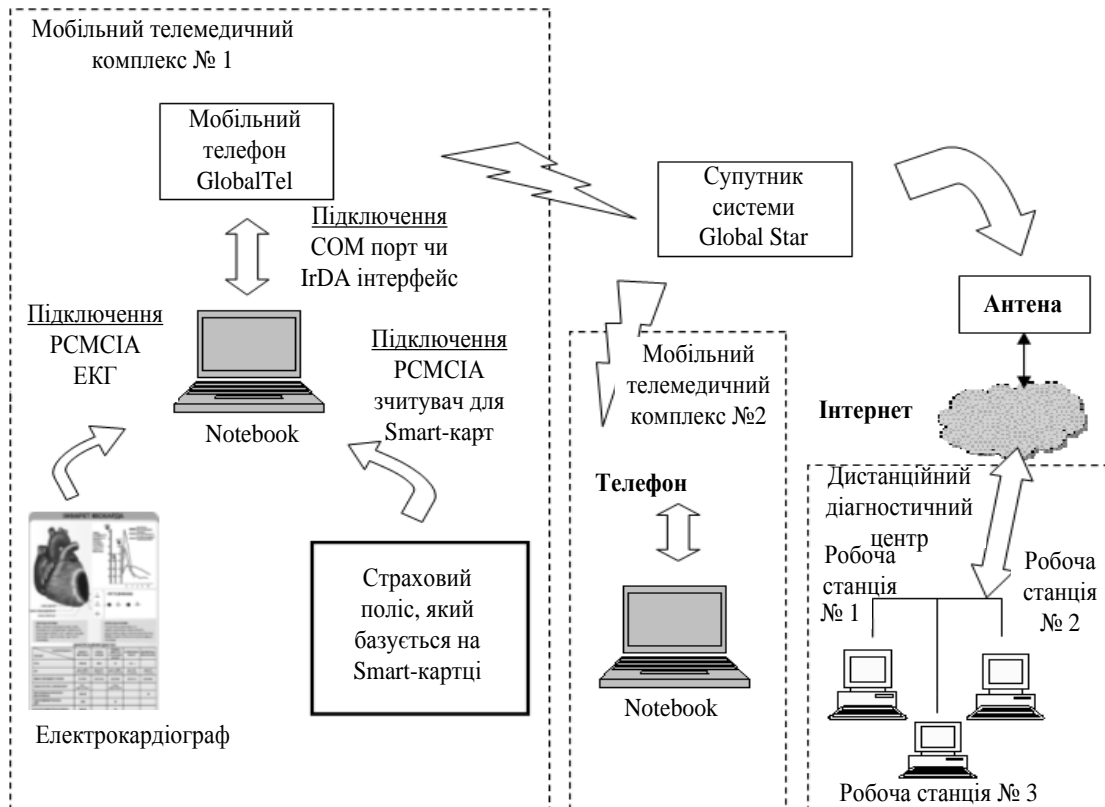 Мобільний телемедичний
комплекс № 1
Мобільний
телефон
GlobalTel
Підключення
COM порт чи
IrDA інтерфейс
Підключення
PCMCIA
ЕКГ
Підключення
PCMCIA
зчитувач для
Smart-карт
Notebook
ІНФАРКТ МІОКАРДА
Електрокардіограф
Страховий
поліс, який
базується на
Smart-картці
Супутник
системи
Global Star
Мобільний
телемедичний
комплекс №2
Телефон
Notebook
Антена
Інтернет
Дистанційний
діагностичний
центр
Робоча
станція
№ 1
Робоча
станція
№ 2
Робоча станція № 3